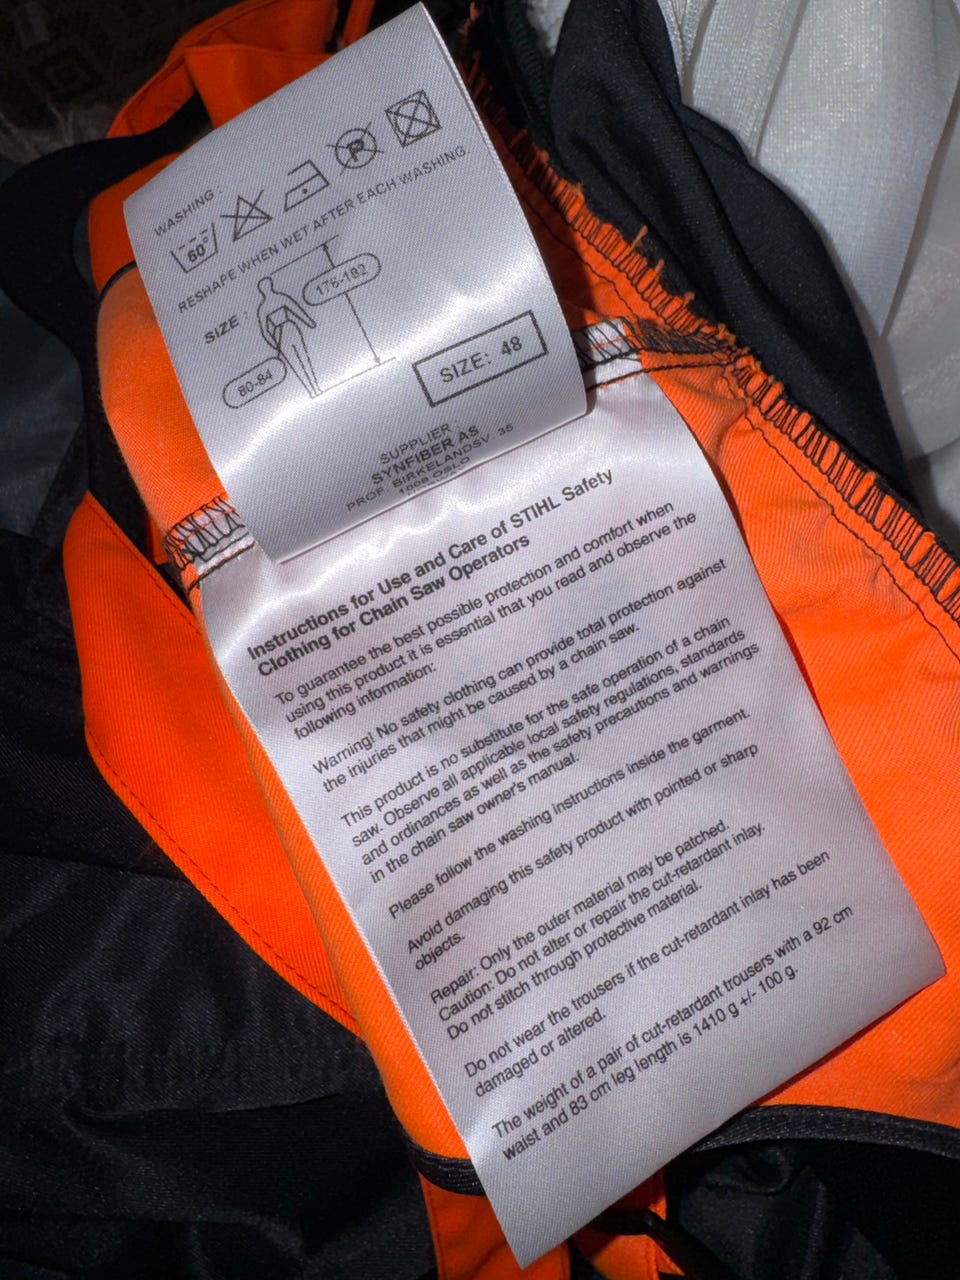 WASHING :
60°
P
RESHAPE WHEN WET AFTER EACH WASHING.
SIZE :
176-182
80-84
SIZE: 48
SUPPLIER
SYNFIBER AS
PROF. BIRKELANDSV. 35
1008 OSLO
Instructions for Use and Care of STIHL Safety
Clothing for Chain Saw Operators
To guarantee the best possible protection and comfort when
using this product it is essential that you read and observe the
following information:
Warning! No safety clothing can provide total protection against
the injuries that might be caused by a chain saw.
This product is no substitute for the safe operation of a chain
saw. Observe all applicable local safety regulations, standards
and ordinances as well as the safety precautions and warnings
in the chain saw owner's manual.
Please follow the washing instructions inside the garment.
Avoid damaging this safety product with pointed or sharp
objects.
Repair: Only the outer material may be patched.
Caution: Do not alter or repair the cut-retardant inlay.
Do not stitch through protective material.
Do not wear the trousers if the cut-retardant inlay has been
damaged or altered.
The weight of a pair of cut-retardant trousers with a 92 cm
waist and 83 cm leg length is 1410 g +/- 100 g.